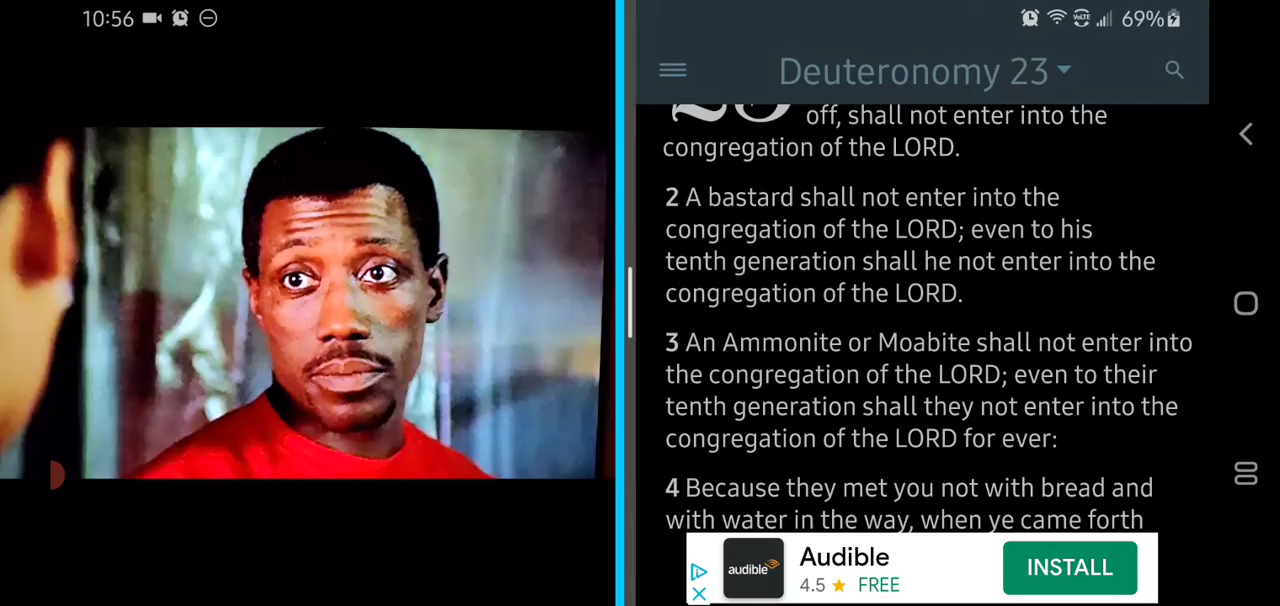 10:56
VoLTE
69%
Deuteronomy 23
off, shall not enter into the
congregation of the LORD.
2 A bastard shall not enter into the
congregation of the LORD; even to his
tenth generation shall he not enter into the
congregation of the LORD.
3 An Ammonite or Moabite shall not enter into
the congregation of the LORD; even to their
tenth generation shall they not enter into the
congregation of the LORD for ever:
4 Because they met you not with bread and
with water in the way, when ye came forth
audible
Audible
4.5 ★ FREE
INSTALL